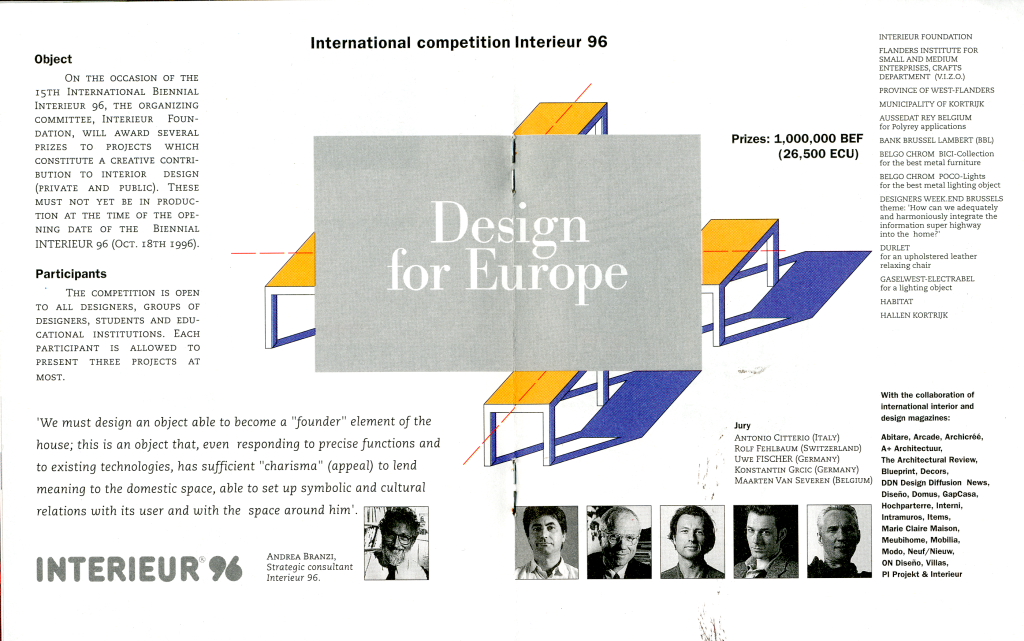 International competition Interieur 96
Object
ON THE OCCASION OF THE
15TH INTERNATIONAL BIENNIAL
INTERIEUR 96, THE ORGANIZING
COMMITTEE, INTERIEUR FOUN-
DATION, WILL AWARD SEVERAL
PRIZES TO PROJECTS WHICH
CONSTITUTE A CREATIVE CONTRI-
BUTION TO INTERIOR DESIGN
(PRIVATE AND PUBLIC). THESE
MUST NOT YET BE IN PRODUC-
TION AT THE TIME OF THE OPE-
NING DATE OF THE BIENNIAL
INTERIEUR 96 (OCT. 18TH 1996).
Participants
THE COMPETITION IS OPEN
TO ALL DESIGNERS, GROUPS OF
DESIGNERS, STUDENTS AND EDU-
CATIONAL INSTITUTIONS. EACH
PARTICIPANT IS ALLOWED TO
PRESENT THREE PROJECTS AT
MOST.
Design
for Europe
Prizes: 1,000,000 BEF
(26,500 ECU)
INTERIEUR FOUNDATION
FLANDERS INSTITUTE FOR
SMALL AND MEDIUM
ENTERPRISES, CRAFTS
DEPARTMENT (V.I.Z.O.)
PROVINCE OF WEST-FLANDERS
MUNICIPALITY OF KORTRIJK
AUSSEDAT REY BELGIUM
for Polyrey applications
BANK BRUSSEL LAMBERT (BBL)
BELGO CHROM BICI-Collection
for the best metal furniture
BELGO CHROM POCO-Lights
for the best metal lighting object
DESIGNERS WEEK.END BRUSSELS
theme: 'How can we adequately
and harmoniously integrate the
information super highway
into the home?'
DURLET
for an upholstered leather
relaxing chair
GASELWEST-ELECTRABEL
for a lighting object
HABITAT
HALLEN KORTRIJK
'We must design an object able to become a "founder" element of the
house; this is an object that, even responding to precise functions and
to existing technologies, has sufficient "charisma" (appeal) to lend
meaning to the domestic space, able to set up symbolic and cultural
relations with its user and with the space around him'.
INTERIEUR® 96
ANDREA BRANZI,
Strategic consultant
Interieur 96.
Jury
ANTONIO CITTERIO (ITALY)
ROLF FEHLBAUM (SWITZERLAND)
UWE FISCHER (GERMANY)
KONSTANTIN GRCIC (GERMANY)
MAARTEN VAN SEVEREN (BELGIUM)
With the collaboration of
international interior and
design magazines:
Abitare, Arcade, Archicréé,
A+ Architectuur,
The Architectural Review,
Blueprint, Decors,
DDN Design Diffusion News,
Diseño, Domus, GapCasa,
Hochparterre, Interni,
Intramuros, Items,
Marie Claire Maison,
Meubihome, Mobilia,
Modo, Neuf/Nieuw,
ON Diseño, Villas,
PI Projekt & Interieur